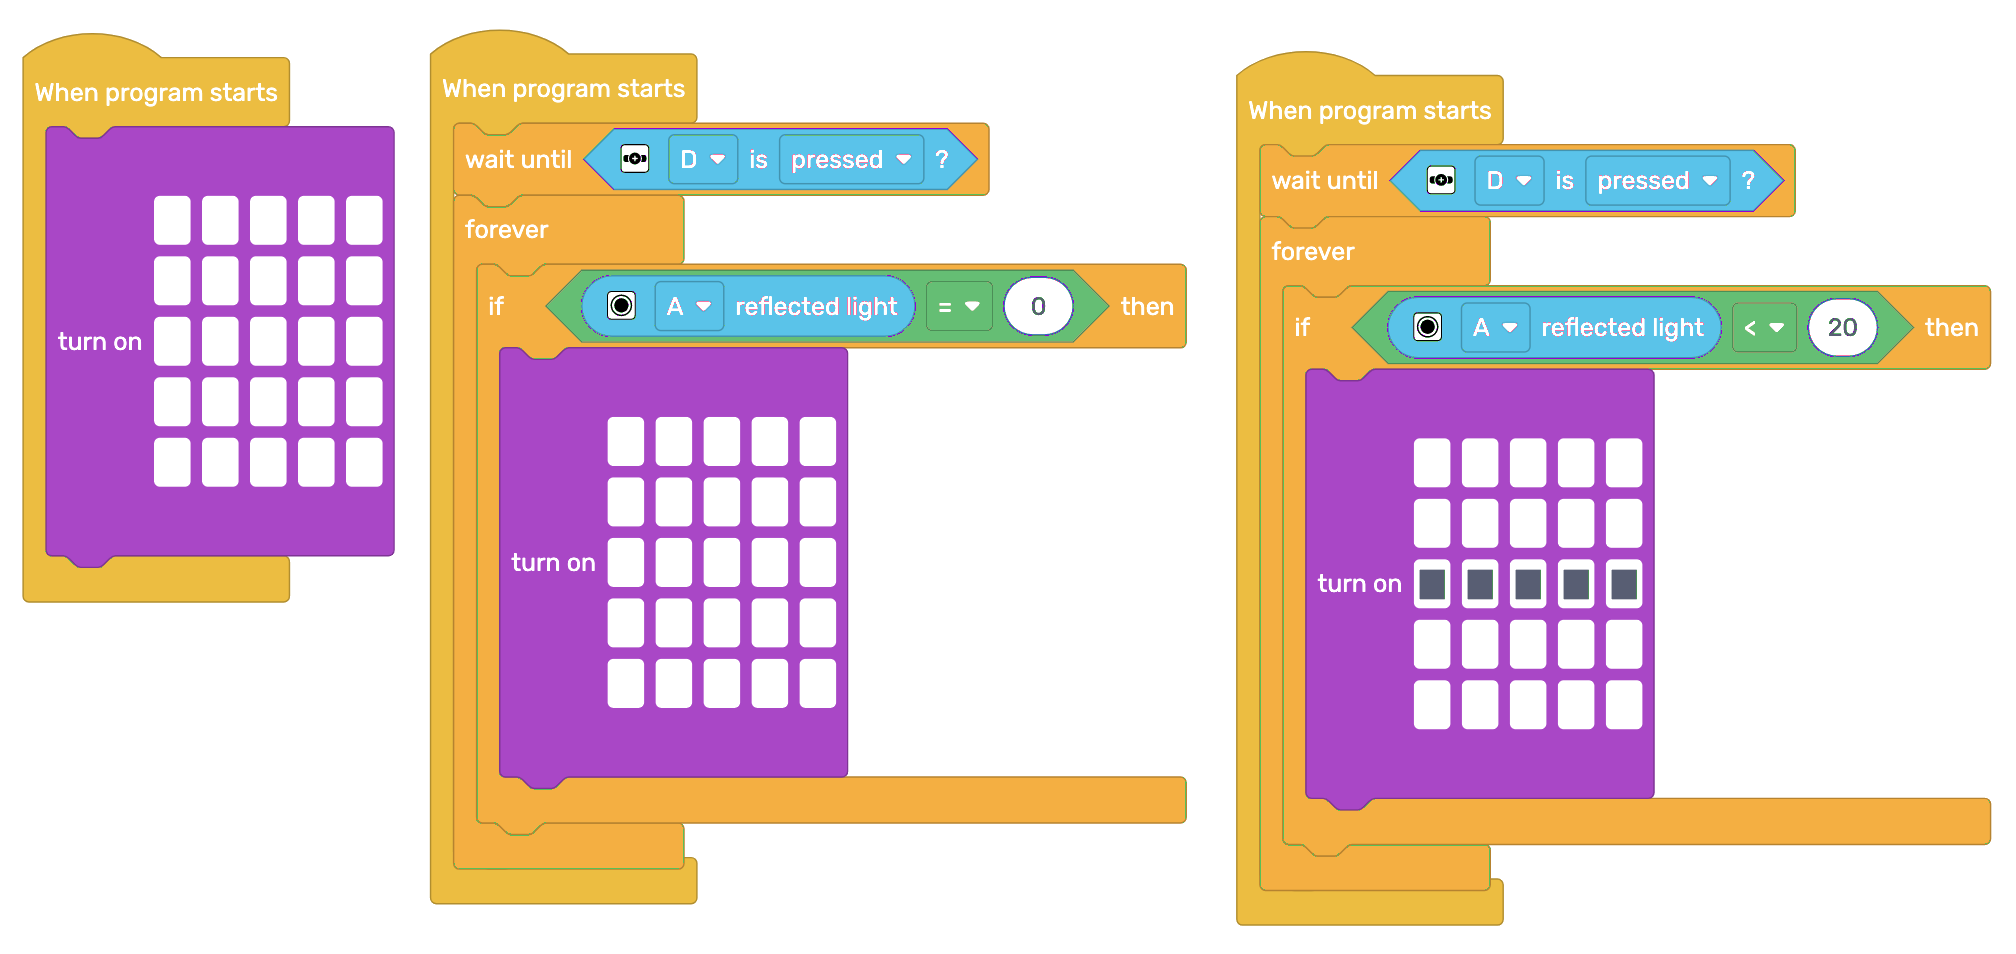 When program starts
turn on
When program starts
wait until D is pressed ?
forever
if A reflected light = 0 then
turn on
When program starts
wait until D is pressed ?
forever
if A reflected light < 20 then
turn on